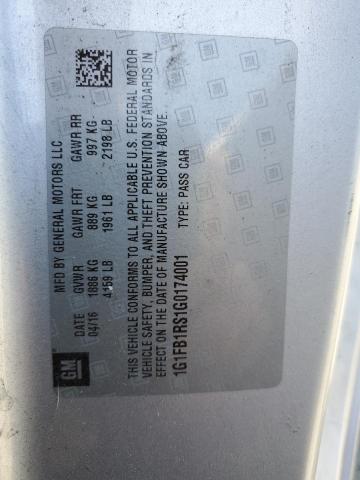 GM
MFD BY GENERAL MOTORS LLC
DATE GVWR GAWR FRT GAWR RR
04/16 1886 KG 889 KG 997 KG
4159 LB 1961 LB 2198 LB
THIS VEHICLE CONFORMS TO ALL APPLICABLE U.S. FEDERAL MOTOR
VEHICLE SAFETY, BUMPER, AND THEFT PREVENTION STANDARDS IN
EFFECT ON THE DATE OF MANUFACTURE SHOWN ABOVE.
1G1FB1RS1G0174001 TYPE: PASS CAR